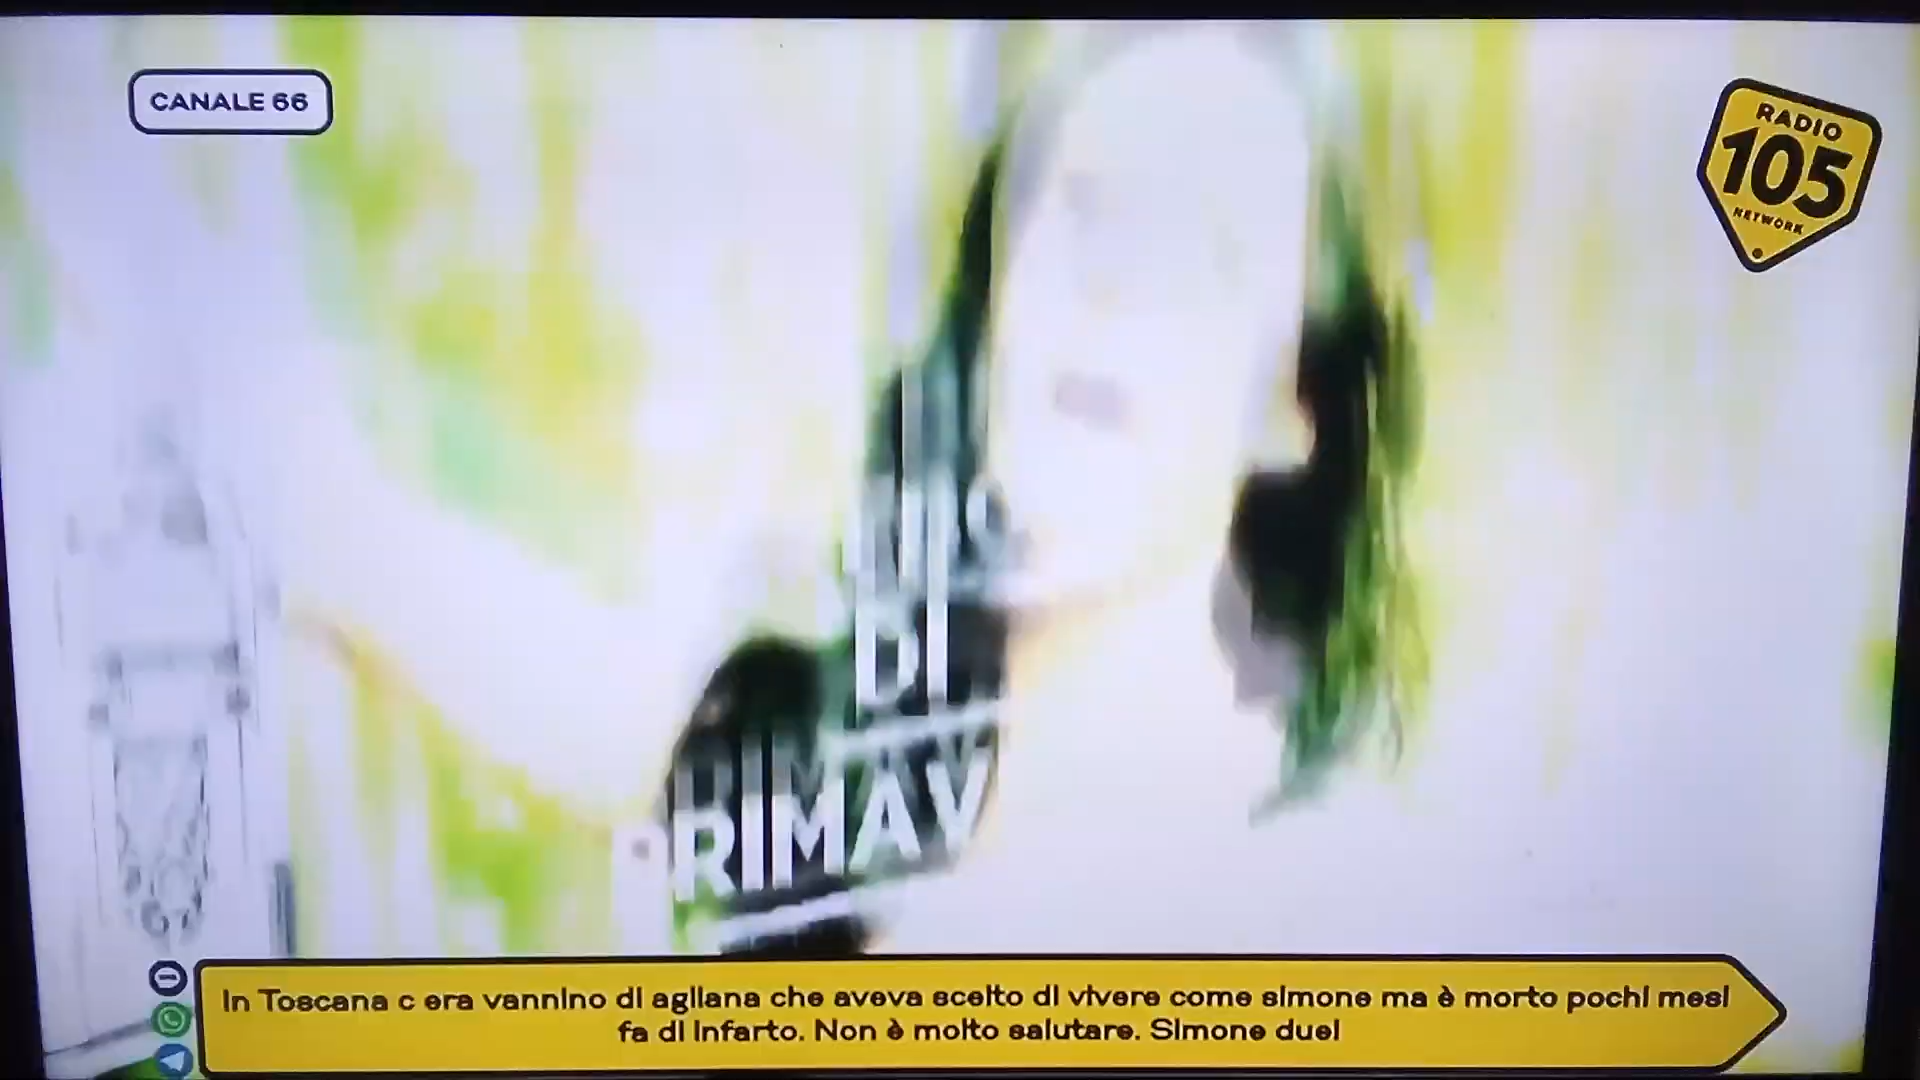 CANALE 66
RADIO
105
NETWORK
DI
PRIMAV
In Toscana c era vannino di agliana che aveva scelto di vivere come simone ma è morto pochi mesi
fa di infarto. Non è molto salutare. Simone duel